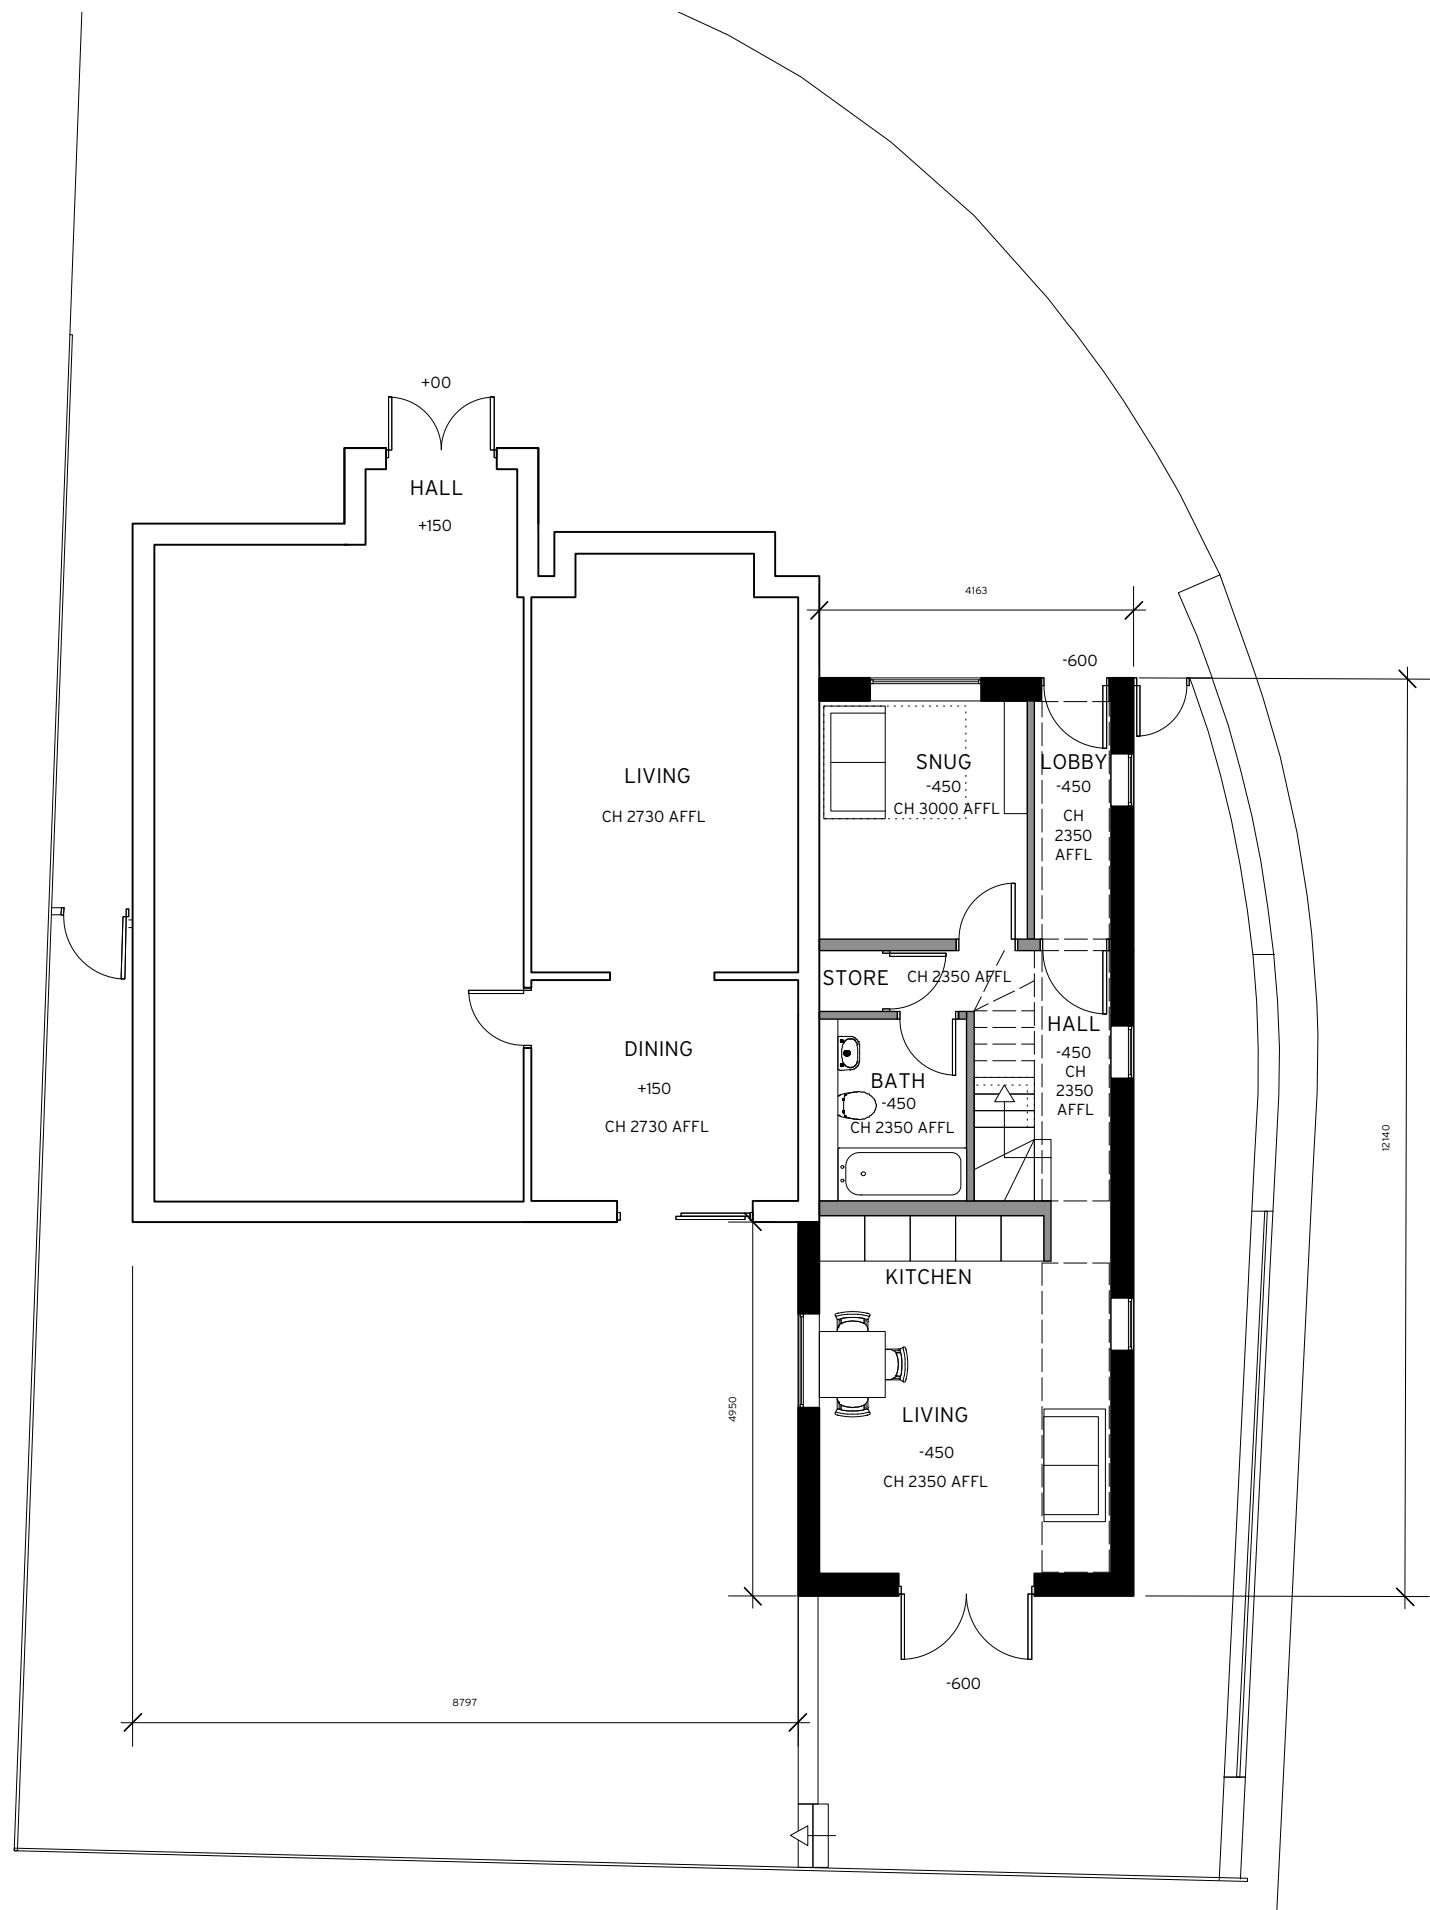 +00
HALL
+150
4163
-600
SNUG
-450
CH 3000 AFFL
LOBBY
-450
CH
2350
AFFL
LIVING
CH 2730 AFFL
STORE
CH 2350 AFFL
HALL
-450
CH
2350
AFFL
DINING
+150
CH 2730 AFFL
BATH
-450
CH 2350 AFFL
12140
KITCHEN
4950
LIVING
-450
CH 2350 AFFL
-600
8797